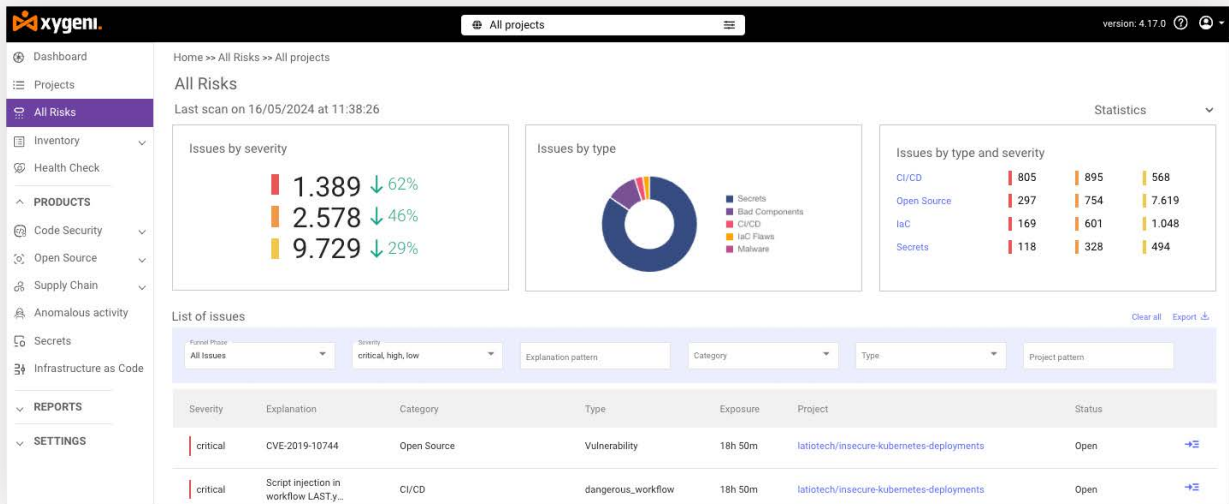 xygeni.
All projects
version: 4.17.0
Dashboard
Projects
All Risks
Inventory
Health Check
PRODUCTS
Code Security
Open Source
Supply Chain
Anomalous activity
Secrets
Infrastructure as Code
REPORTS
SETTINGS
Home >> All Risks >> All projects
All Risks
Last scan on 16/05/2024 at 11:38:26
Statistics
Issues by severity
1.389 62%
2.578 46%
9.729 29%
Issues by type
Secrets
Bad Components
CI/CD
IaC Flaws
Malware
Issues by type and severity
CI/CD 805 895 568
Open Source 297 754 7.619
IaC 169 601 1.048
Secrets 118 328 494
List of issues
Clear all Export
Funnel Phase
All Issues
Severity
critical, high, low
Explanation pattern
Category
Type
Project pattern
Severity Explanation Category Type Exposure Project Status
critical CVE-2019-10744 Open Source Vulnerability 18h 50m latiotech/insecure-kubernetes-deployments Open
critical Script injection in
workflow LAST.y... CI/CD dangerous_workflow 18h 50m latiotech/insecure-kubernetes-deployments Open